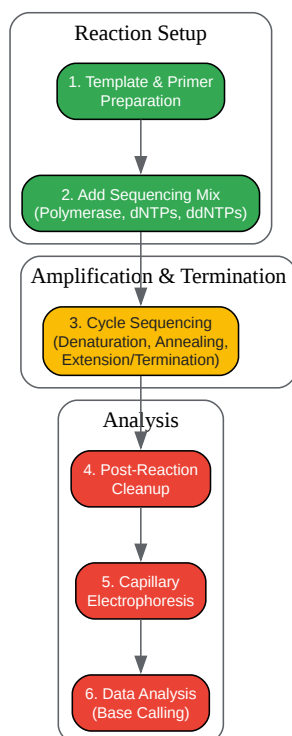 Reaction Setup
1. Template & Primer
Preparation
2. Add Sequencing Mix
(Polymerase, dNTPs, ddNTPs)
Amplification & Termination
3. Cycle Sequencing
(Denaturation, Annealing,
Extension/Termination)
Analysis
4. Post-Reaction
Cleanup
5. Capillary
Electrophoresis
6. Data Analysis
(Base Calling)